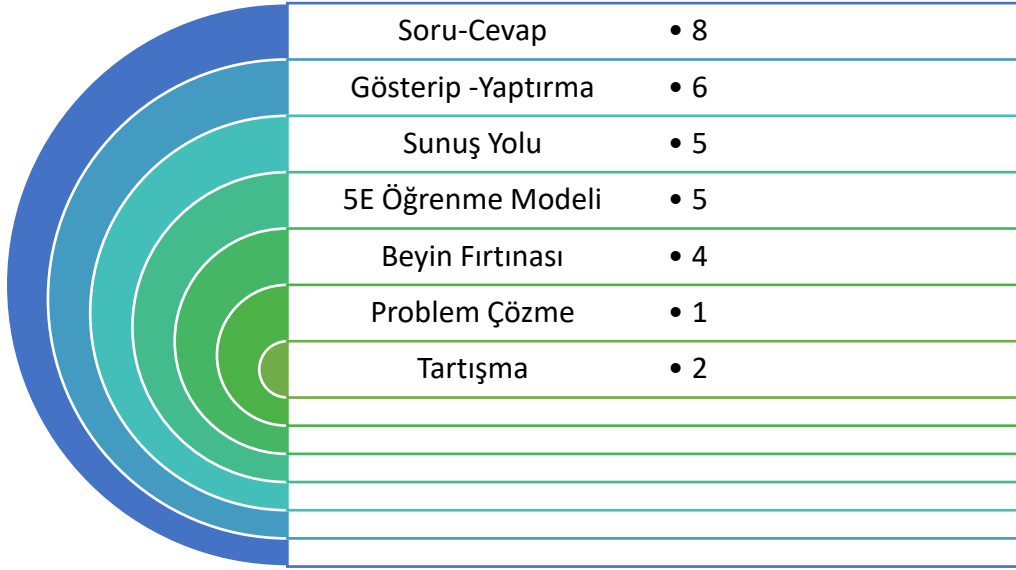 Soru-Cevap • 8
Gösterip -Yaptırma • 6
Sunuş Yolu • 5
5E Öğrenme Modeli • 5
Beyin Fırtınası • 4
Problem Çözme • 1
Tartışma • 2